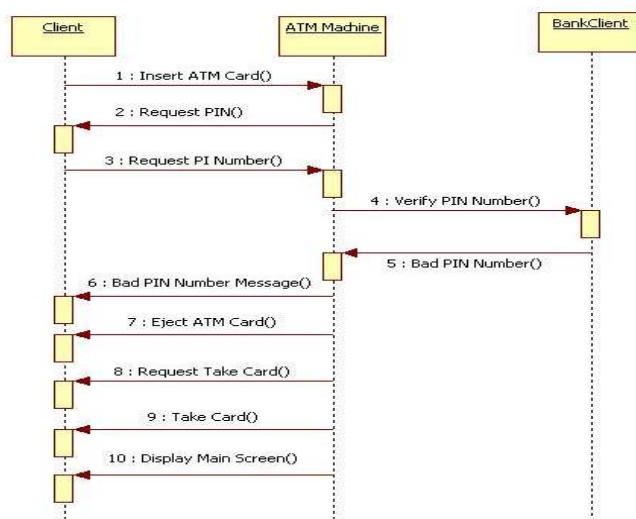 Client
ATM Machine
BankClient
1 : Insert ATM Card()
2 : Request PIN()
3 : Request PI Number()
4 : Verify PIN Number()
5 : Bad PIN Number()
6 : Bad PIN Number Message()
7 : Eject ATM Card()
8 : Request Take Card()
9 : Take Card()
10 : Display Main Screen()